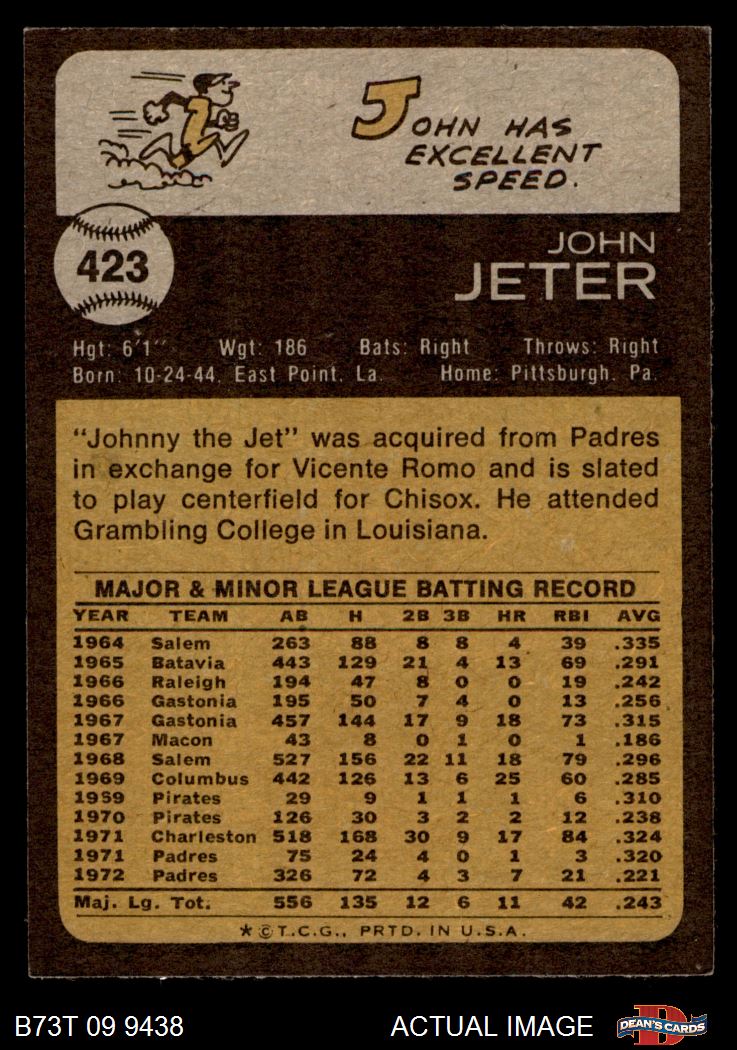 JOHN HAS
EXCELLENT
SPEED.
423
JOHN
JETER
Hgt: 6'1" Wgt: 186 Bats: Right Throws: Right
Born: 10-24-44, East Point, La. Home: Pittsburgh, Pa.
"Johnny the Jet" was acquired from Padres
in exchange for Vicente Romo and is slated
to play centerfield for Chisox. He attended
Grambling College in Louisiana.
MAJOR & MINOR LEAGUE BATTING RECORD
YEAR TEAM AB H 2B 3B HR RBI AVG
1964 Salem 263 88 8 8 4 39 .335
1965 Batavia 443 129 21 4 13 69 .291
1966 Raleigh 194 47 8 0 0 19 .242
1966 Gastonia 195 50 7 4 0 13 .256
1967 Gastonia 457 144 17 9 18 73 .315
1967 Macon 43 8 0 1 0 1 .186
1968 Salem 527 156 22 11 18 79 .296
1969 Columbus 442 126 13 6 25 60 .285
1959 Pirates 29 9 1 1 1 6 .310
1970 Pirates 126 30 3 2 2 12 .238
1971 Charleston 518 168 30 9 17 84 .324
1971 Padres 75 24 4 0 1 3 .320
1972 Padres 326 72 4 3 7 21 .221
Maj. Lg. Tot. 556 135 12 6 11 42 .243
*©T.C.G., PRTD. IN U.S.A.
B73T 09 9438 ACTUAL IMAGE D DEAN'S CARDS